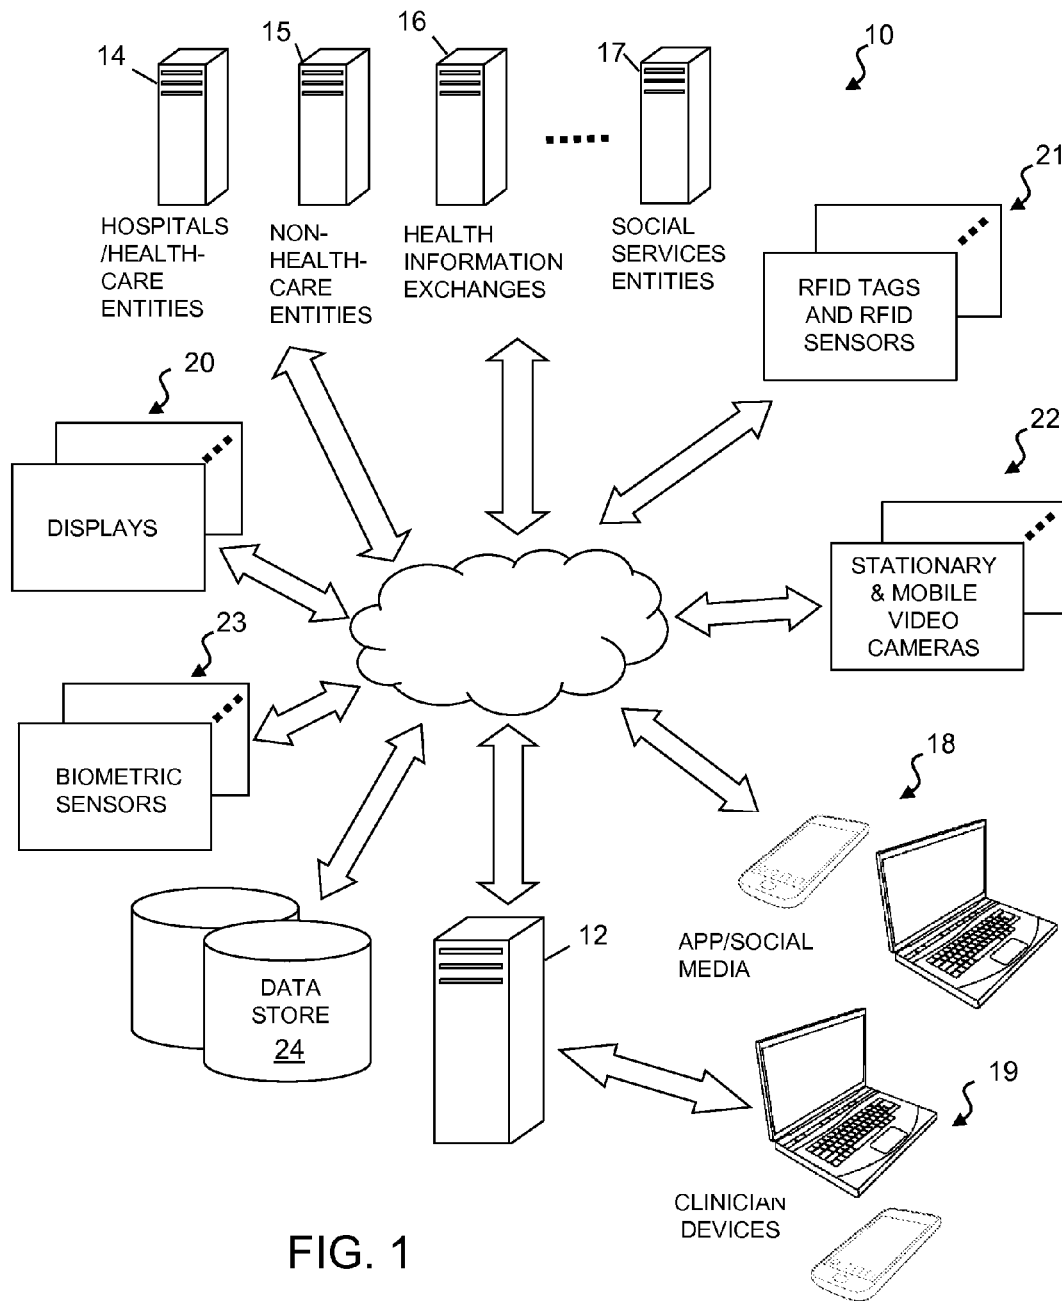 14
15
16
17
10
HOSPITALS
/HEALTH-
CARE
ENTITIES
NON-
HEALTH-
CARE
ENTITIES
HEALTH
INFORMATION
EXCHANGES
SOCIAL
SERVICES
ENTITIES
21
RFID TAGS
AND RFID
SENSORS
20
DISPLAYS
22
STATIONARY
& MOBILE
VIDEO
CAMERAS
23
BIOMETRIC
SENSORS
18
APP/SOCIAL
MEDIA
DATA
STORE
24
12
19
CLINICIAN
DEVICES
FIG. 1